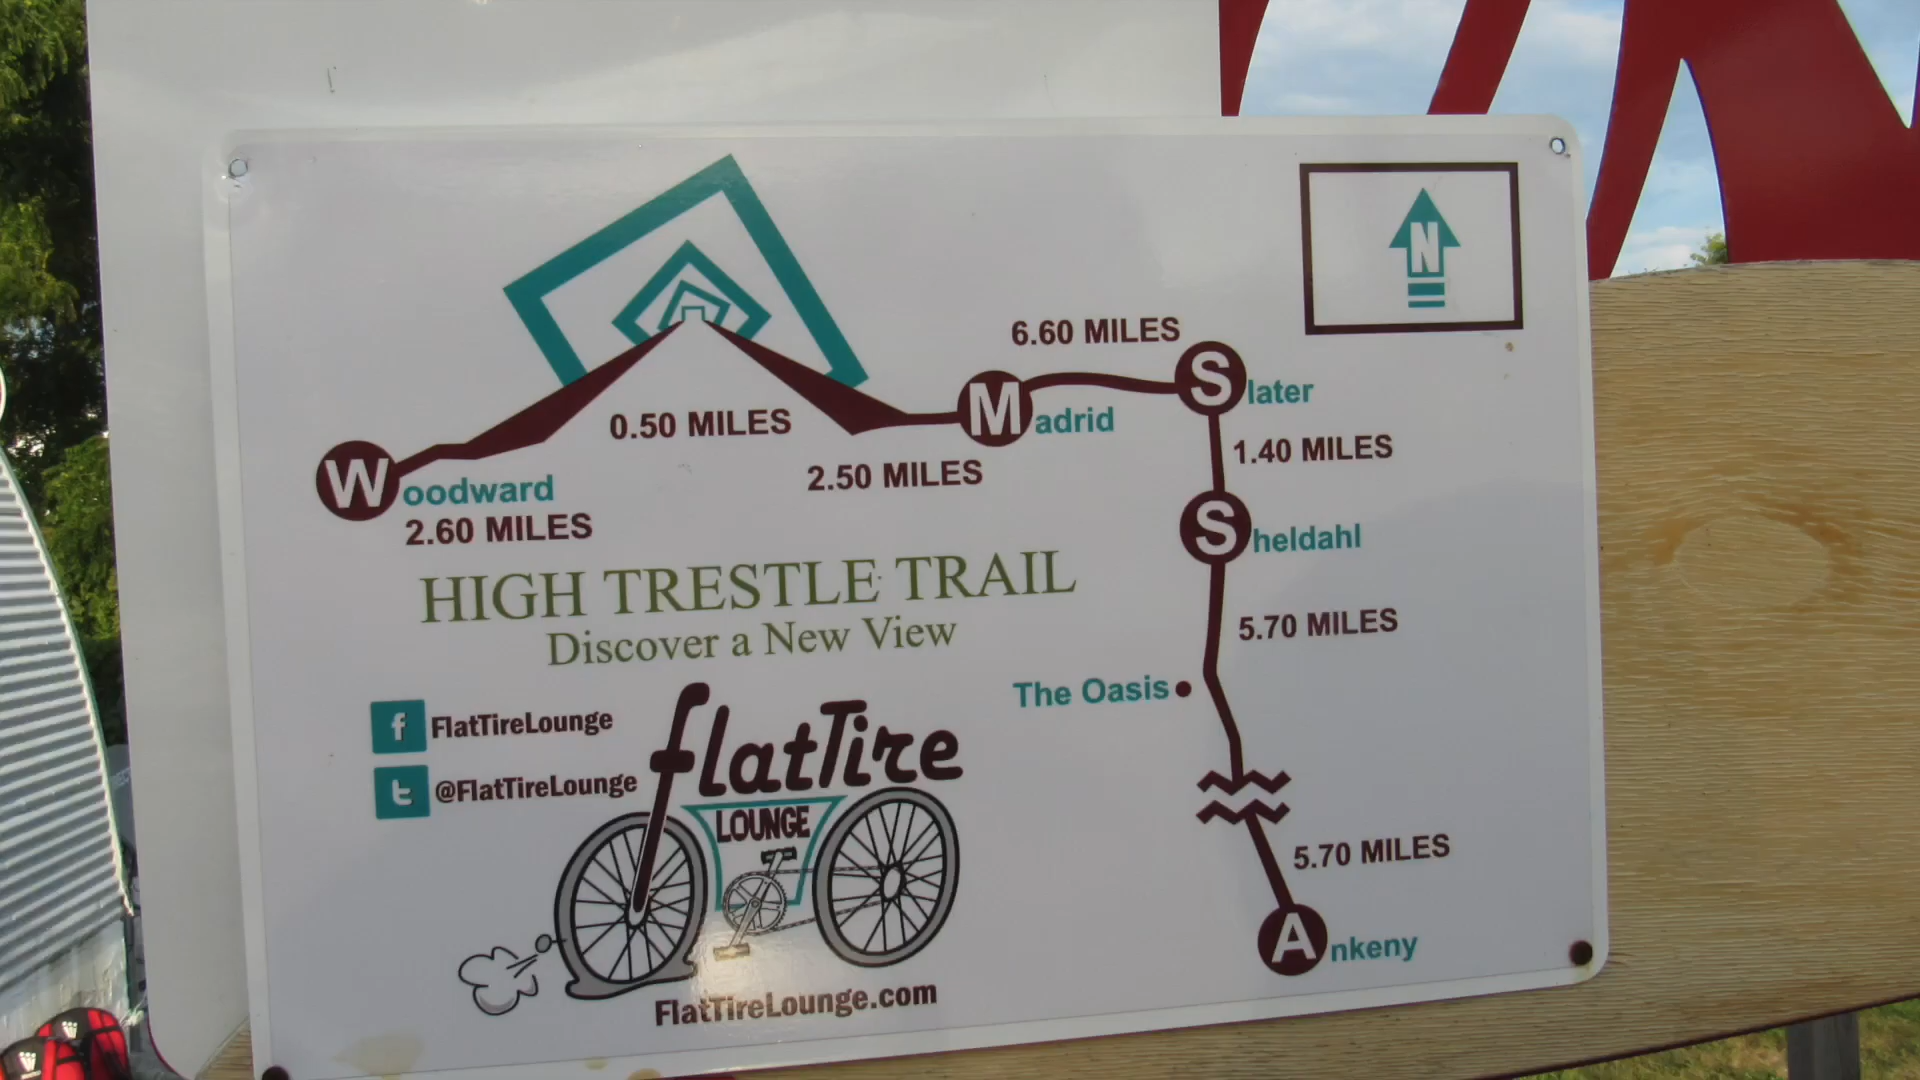 N
6.60 MILES
Slater
0.50 MILES
Madrid
1.40 MILES
2.50 MILES
Woodward
2.60 MILES
Sheldahl
HIGH TRESTLE TRAIL
Discover a New View
5.70 MILES
The Oasis
f FlatTireLounge
t @FlatTireLounge
flatTire
LOUNGE
5.70 MILES
Ankeny
FlatTireLounge.com